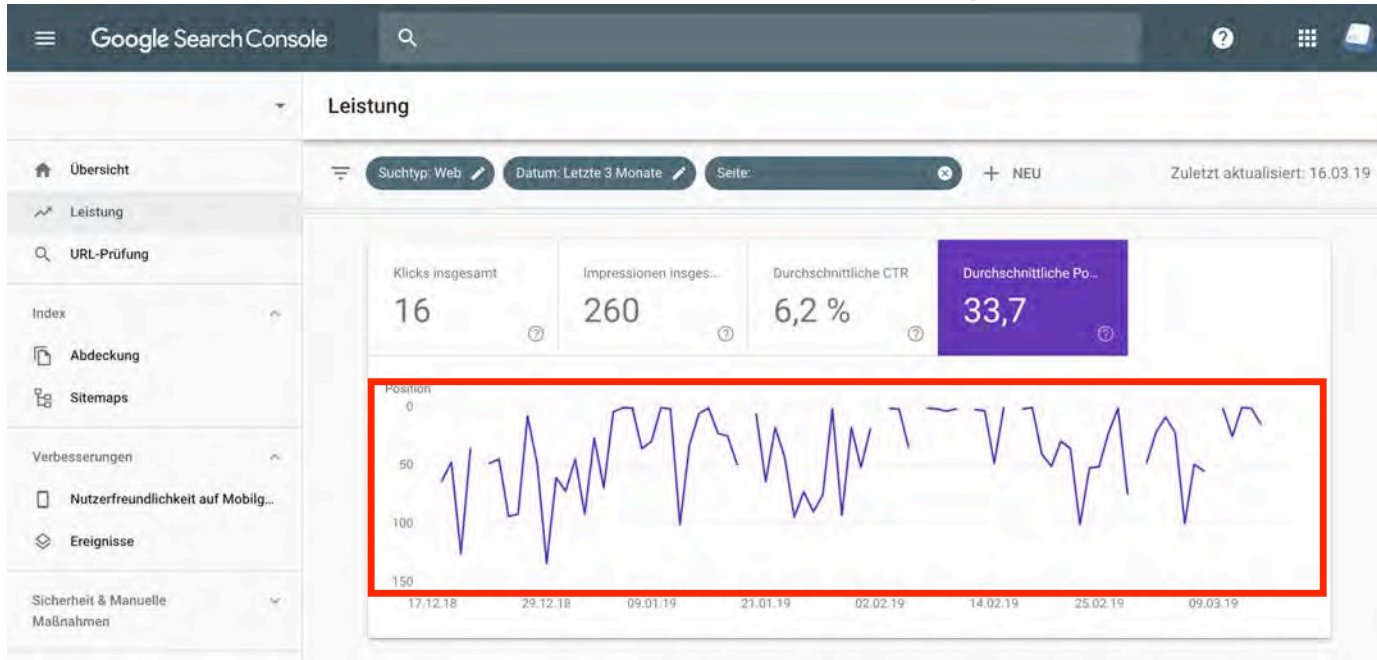 Google Search Console
Leistung
Übersicht
Leistung
URL-Prüfung
Index
Abdeckung
Sitemaps
Verbesserungen
Nutzerfreundlichkeit auf Mobilg...
Ereignisse
Sicherheit & Manuelle
Maßnahmen
Suchtyp: Web
Datum: Letzte 3 Monate
Seite:
+ NEU
Zuletzt aktualisiert: 16.03.19
Klicks insgesamt
16
Impressionen insges...
260
Durchschnittliche CTR
6,2 %
Durchschnittliche Po...
33,7
Position
0
50
100
150
17.12.18 29.12.18 09.01.19 21.01.19 02.02.19 14.02.19 25.02.19 09.03.19